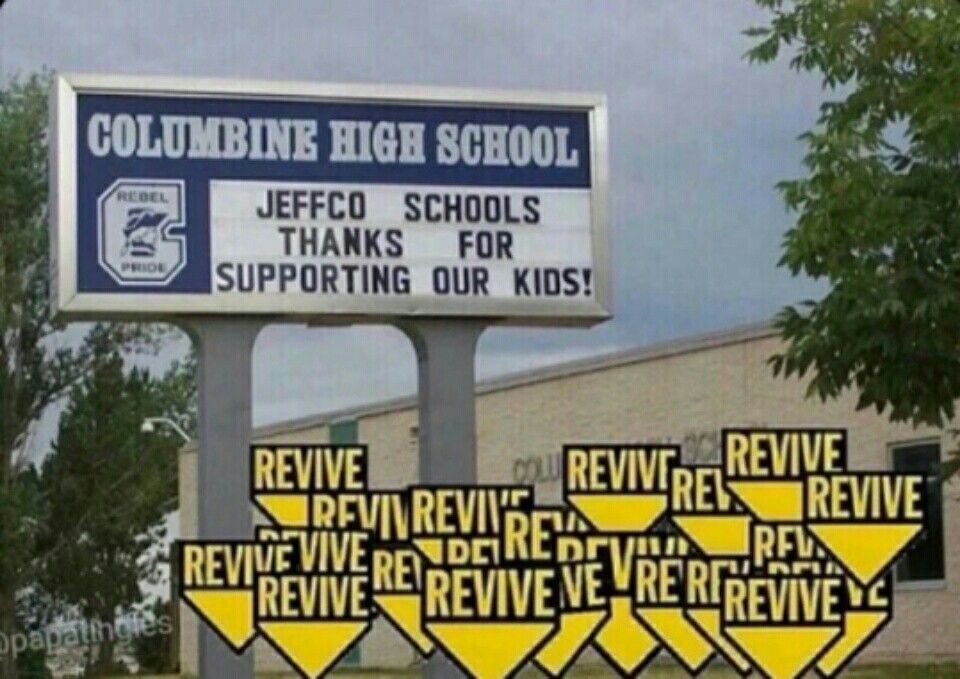 COLUMBINE HIGH SCHOOL
REBEL
PRIDE
JEFFCO SCHOOLS
THANKS FOR
SUPPORTING OUR KIDS!
REVIVE
REVIVE
REVIVE
REVIVE
REVIVE
REVIVE
REVIVE
REVIVE